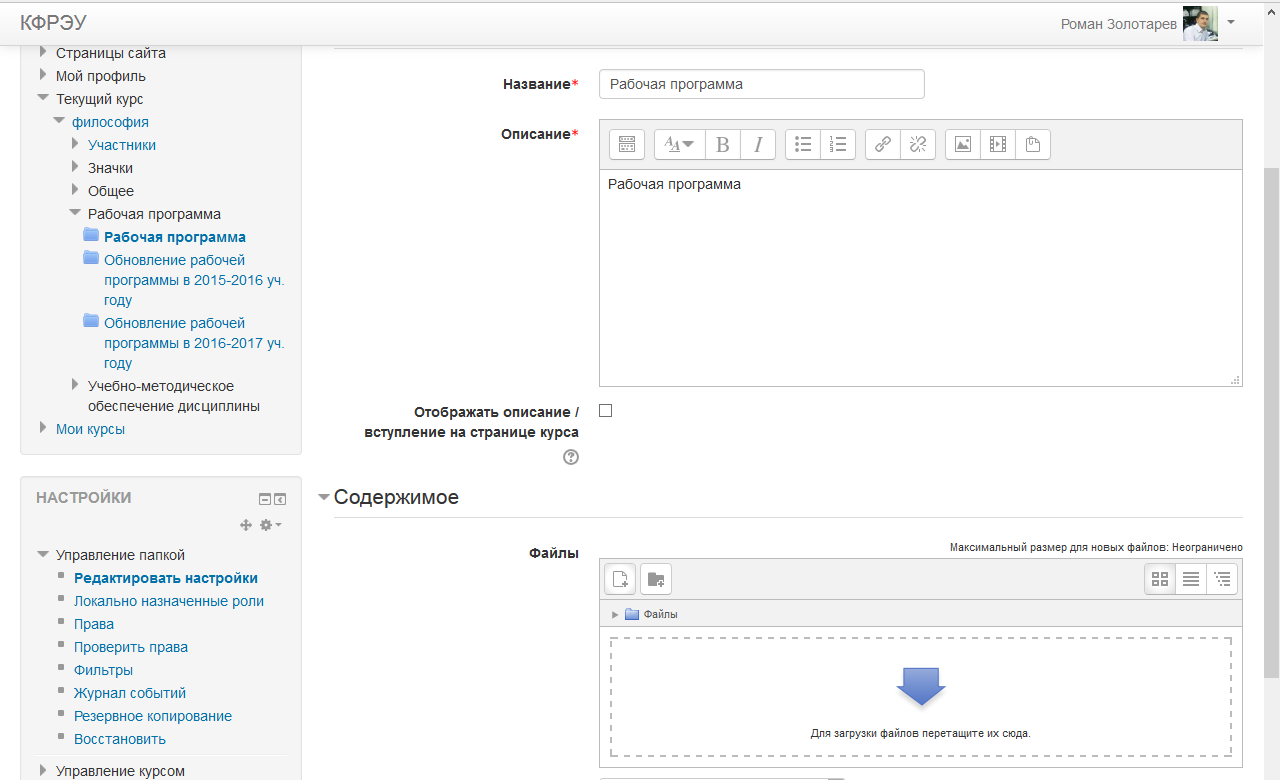 КФРЭУ
Роман Золотарев
Страницы сайта
Мой профиль
Текущий курс
философия
Участники
Значки
Общее
Рабочая программа
Рабочая программа
Обновление рабочей
программы в 2015-2016 уч.
году
Обновление рабочей
программы в 2016-2017 уч.
году
Учебно-методическое
обеспечение дисциплины
Мои курсы
НАСТРОЙКИ
Управление папкой
Редактировать настройки
Локально назначенные роли
Права
Проверить права
Фильтры
Журнал событий
Резервное копирование
Восстановить
Управление курсом
Название*
Рабочая программа
Описание*
Рабочая программа
Отображать описание /
вступление на странице курса
Содержимое
Файлы
Максимальный размер для новых файлов: Неограничено
Файлы
Для загрузки файлов перетащите их сюда.